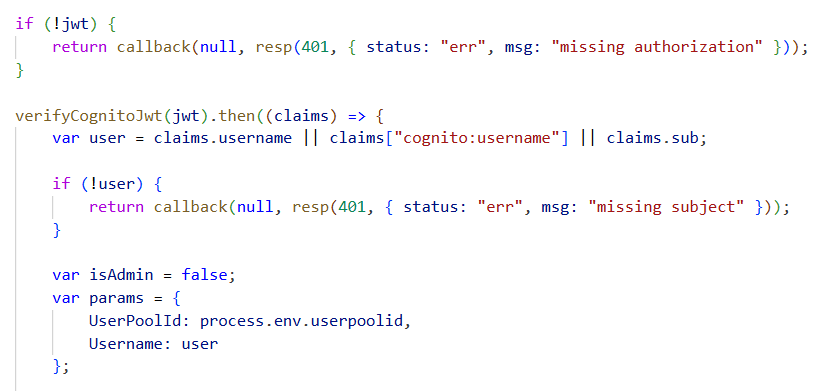 if (!jwt) {
    return callback(null, resp(401, { status: "err", msg: "missing authorization" }));
}

verifyCognitoJwt(jwt).then((claims) => {
    var user = claims.username || claims["cognito:username"] || claims.sub;

    if (!user) {
        return callback(null, resp(401, { status: "err", msg: "missing subject" }));
    }

    var isAdmin = false;
    var params = {
        UserPoolId: process.env.userpoolid,
        Username: user
    };